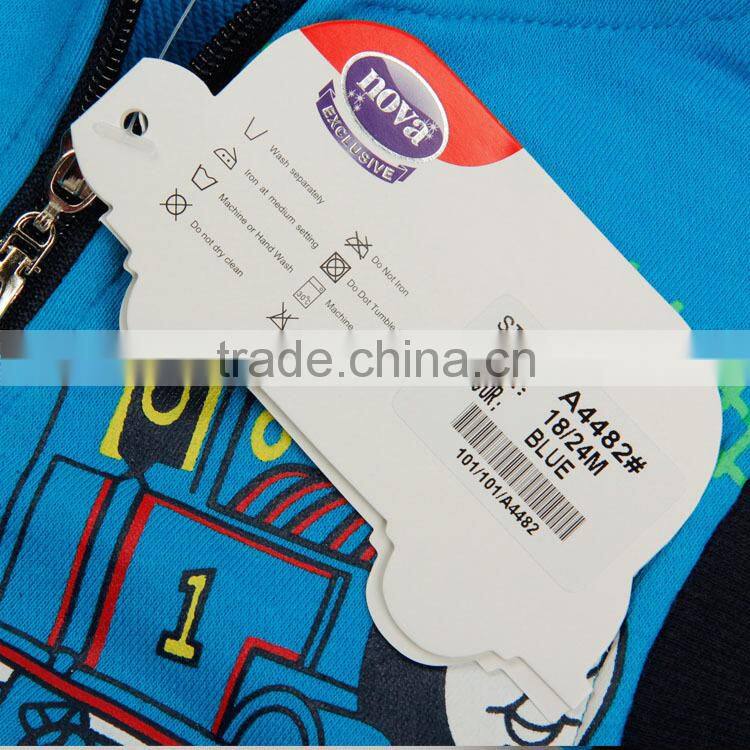 nova
EXCLUSIVE
Wash separately
Iron at medium setting
Machine or Hand Wash
Do not dry clean
Do Not Iron
Do Dot Tumble
30°
Machine
trade.china.cn
A4482#
18/24M
BLUE
101/101/A4482
1